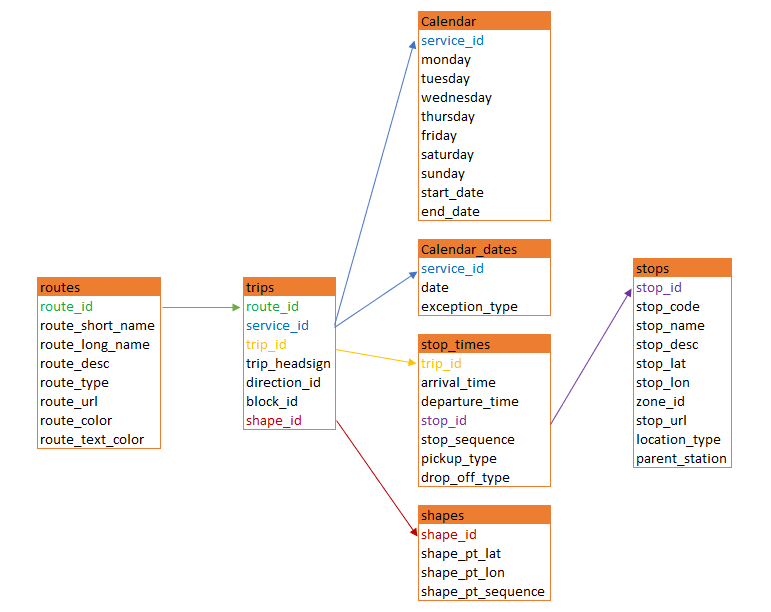 routes
route_id
route_short_name
route_long_name
route_desc
route_type
route_url
route_color
route_text_color
trips
route_id
service_id
trip_id
trip_headsign
direction_id
block_id
shape_id
Calendar
service_id
monday
tuesday
wednesday
thursday
friday
saturday
sunday
start_date
end_date
Calendar_dates
service_id
date
exception_type
stop_times
trip_id
arrival_time
departure_time
stop_id
stop_sequence
pickup_type
drop_off_type
shapes
shape_id
shape_pt_lat
shape_pt_lon
shape_pt_sequence
stops
stop_id
stop_code
stop_name
stop_desc
stop_lat
stop_lon
zone_id
stop_url
location_type
parent_station